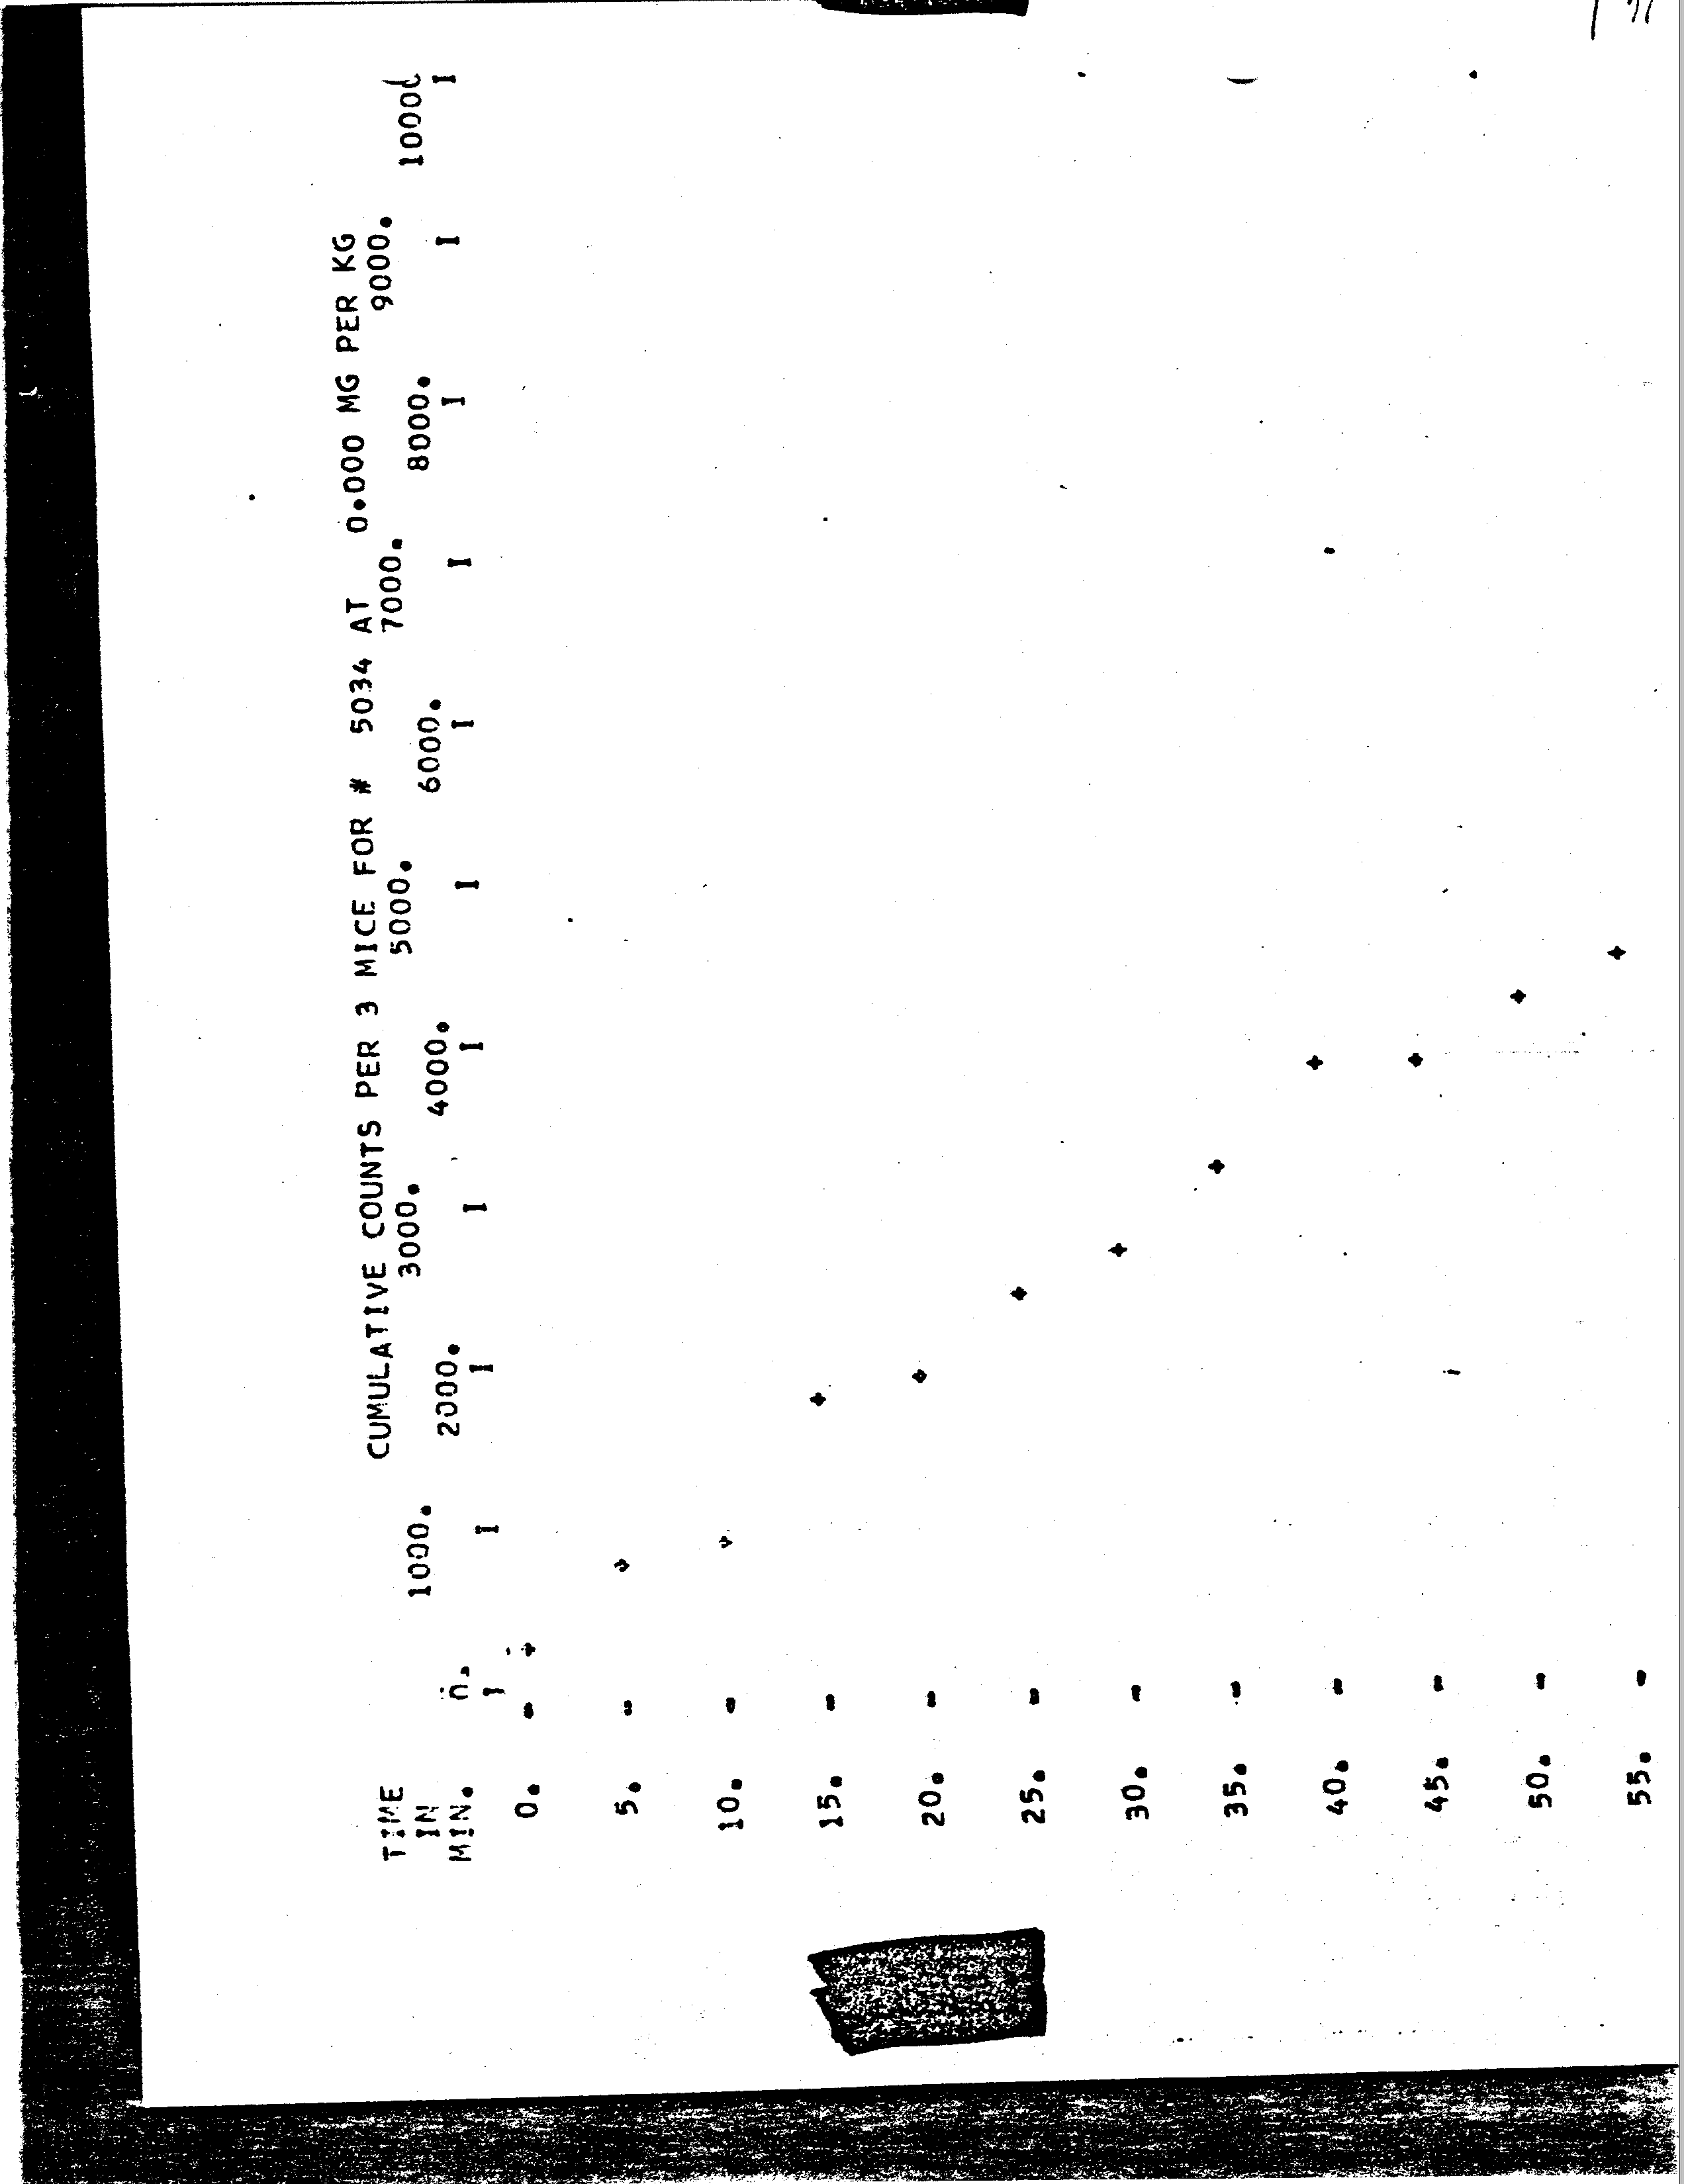 CUMULATIVE COUNTS PER 3 MICE FOR # 5034 AT 0.000 MG PER KG
TIME 1000. 3000. 5000. 7000. 9000.
IN 0. 2000. 4000. 6000. 8000. 10000
MIN. I I I I I I I I I I I
0. - +
5. - +
10. - +
15. - +
20. - +
25. - +
30. - +
35. - +
40. - +
45. - +
50. - +
55. - +